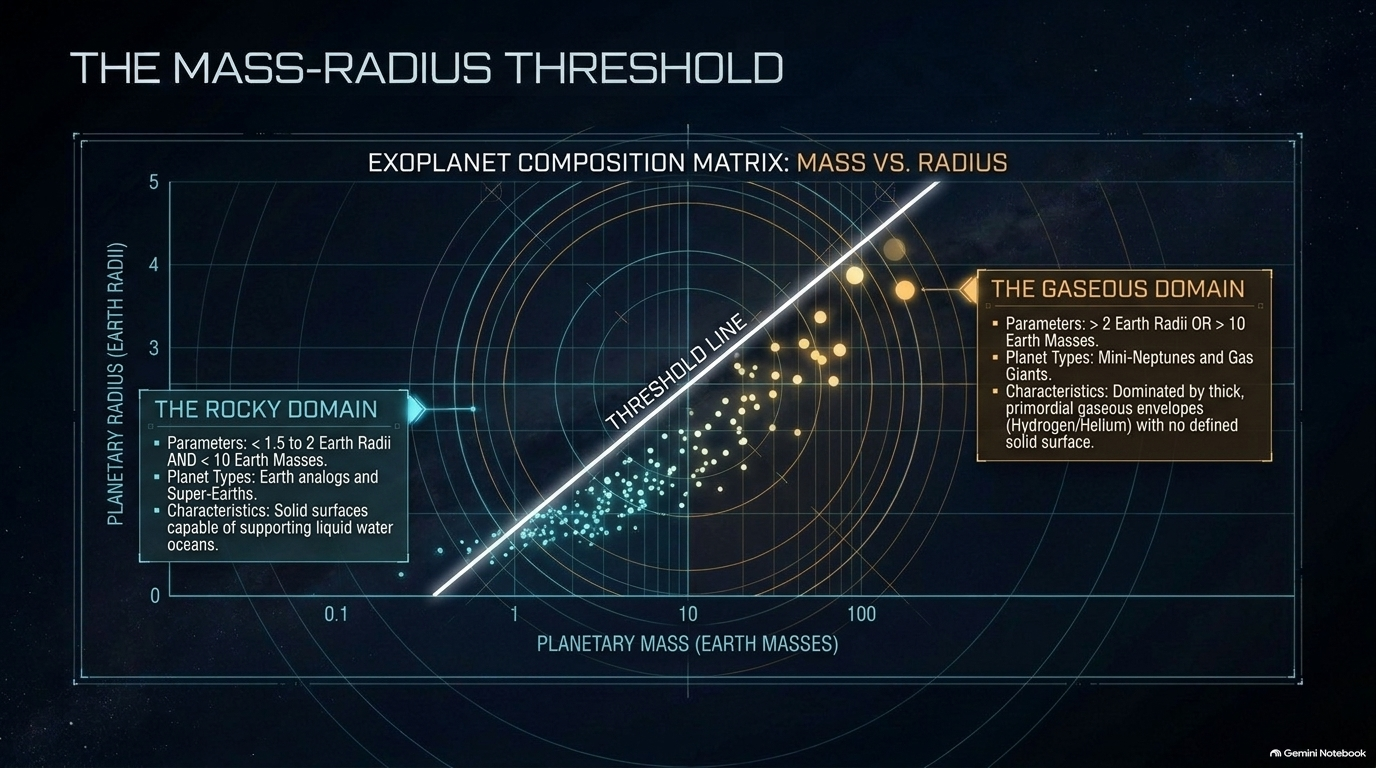 THE MASS-RADIUS THRESHOLD
EXOPLANET COMPOSITION MATRIX: MASS VS. RADIUS
5
4
3
0
PLANETARY RADIUS (EARTH RADII)
THRESHOLD LINE
THE ROCKY DOMAIN
▪ Parameters: < 1.5 to 2 Earth Radii
AND < 10 Earth Masses.
▪ Planet Types: Earth analogs and
Super-Earths.
▪ Characteristics: Solid surfaces
capable of supporting liquid water
oceans.
THE GASEOUS DOMAIN
▪ Parameters: > 2 Earth Radii OR > 10
Earth Masses.
▪ Planet Types: Mini-Neptunes and Gas
Giants.
▪ Characteristics: Dominated by thick,
primordial gaseous envelopes
(Hydrogen/Helium) with no defined
solid surface.
0.1
1
10
100
PLANETARY MASS (EARTH MASSES)
Gemini Notebook